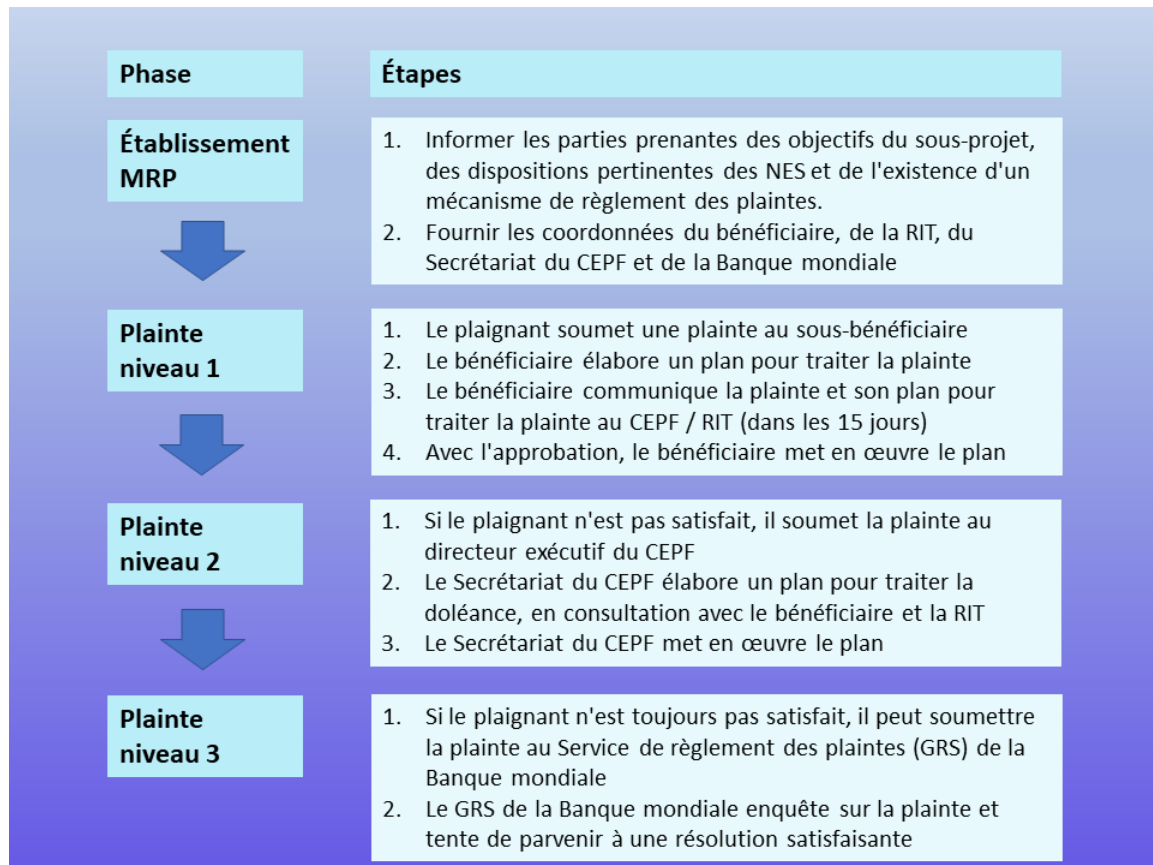 Phase
Étapes
Établissement
MRP
1. Informer les parties prenantes des objectifs du sous-projet,
des dispositions pertinentes des NES et de l'existence d'un
mécanisme de règlement des plaintes.
2. Fournir les coordonnées du bénéficiaire, de la RIT, du
Secrétariat du CEPF et de la Banque mondiale
Plainte
niveau 1
1. Le plaignant soumet une plainte au sous-bénéficiaire
2. Le bénéficiaire élabore un plan pour traiter la plainte
3. Le bénéficiaire communique la plainte et son plan pour
traiter la plainte au CEPF / RIT (dans les 15 jours)
4. Avec l'approbation, le bénéficiaire met en œuvre le plan
Plainte
niveau 2
1. Si le plaignant n'est pas satisfait, il soumet la plainte au
directeur exécutif du CEPF
2. Le Secrétariat du CEPF élabore un plan pour traiter la
doléance, en consultation avec le bénéficiaire et la RIT
3. Le Secrétariat du CEPF met en œuvre le plan
Plainte
niveau 3
1. Si le plaignant n'est toujours pas satisfait, il peut soumettre
la plainte au Service de règlement des plaintes (GRS) de la
Banque mondiale
2. Le GRS de la Banque mondiale enquête sur la plainte et
tente de parvenir à une résolution satisfaisante